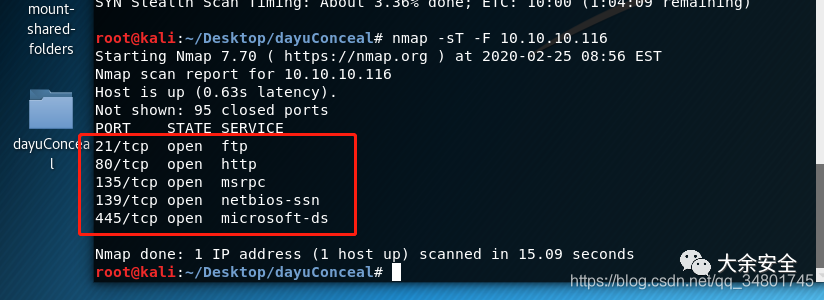 SYN Stealth Scan Timing: About 3.36% done; ETC: 10:00 (1:04:09 remaining)
mount-
shared-
folders
root@kali:~/Desktop/dayuConceal# nmap -sT -F 10.10.10.116
Starting Nmap 7.70 ( https://nmap.org ) at 2020-02-25 08:56 EST
Nmap scan report for 10.10.10.116
Host is up (0.63s latency).
Not shown: 95 closed ports
PORT    STATE SERVICE
dayuConcea
l
21/tcp  open  ftp
80/tcp  open  http
135/tcp open  msrpc
139/tcp open  netbios-ssn
445/tcp open  microsoft-ds
Nmap done: 1 IP address (1 host up) scanned in 15.09 seconds
root@kali:~/Desktop/dayuConceal#
大余安全
https://blog.csdn.net/qq_34801745